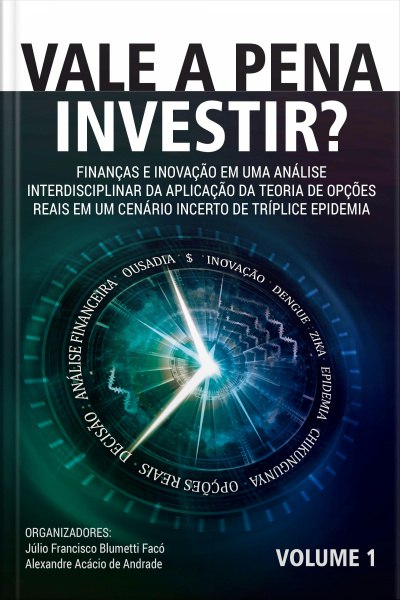 VALE A PENA
INVESTIR?
FINANÇAS E INOVAÇÃO EM UMA ANÁLISE
INTERDISCIPLINAR DA APLICAÇÃO DA TEORIA DE OPÇÕES
REAIS EM UM CENÁRIO INCERTO DE TRÍPLICE EPIDEMIA
$ · INOVAÇÃO · DENGUE · ZIKA · EPIDEMIA · CHIKUNGUNYA · OPÇÕES REAIS · DECISÃO · ANÁLISE FINANCEIRA · OUSADIA ·
ORGANIZADORES:
Júlio Francisco Blumetti Facó
Alexandre Acácio de Andrade
VOLUME 1